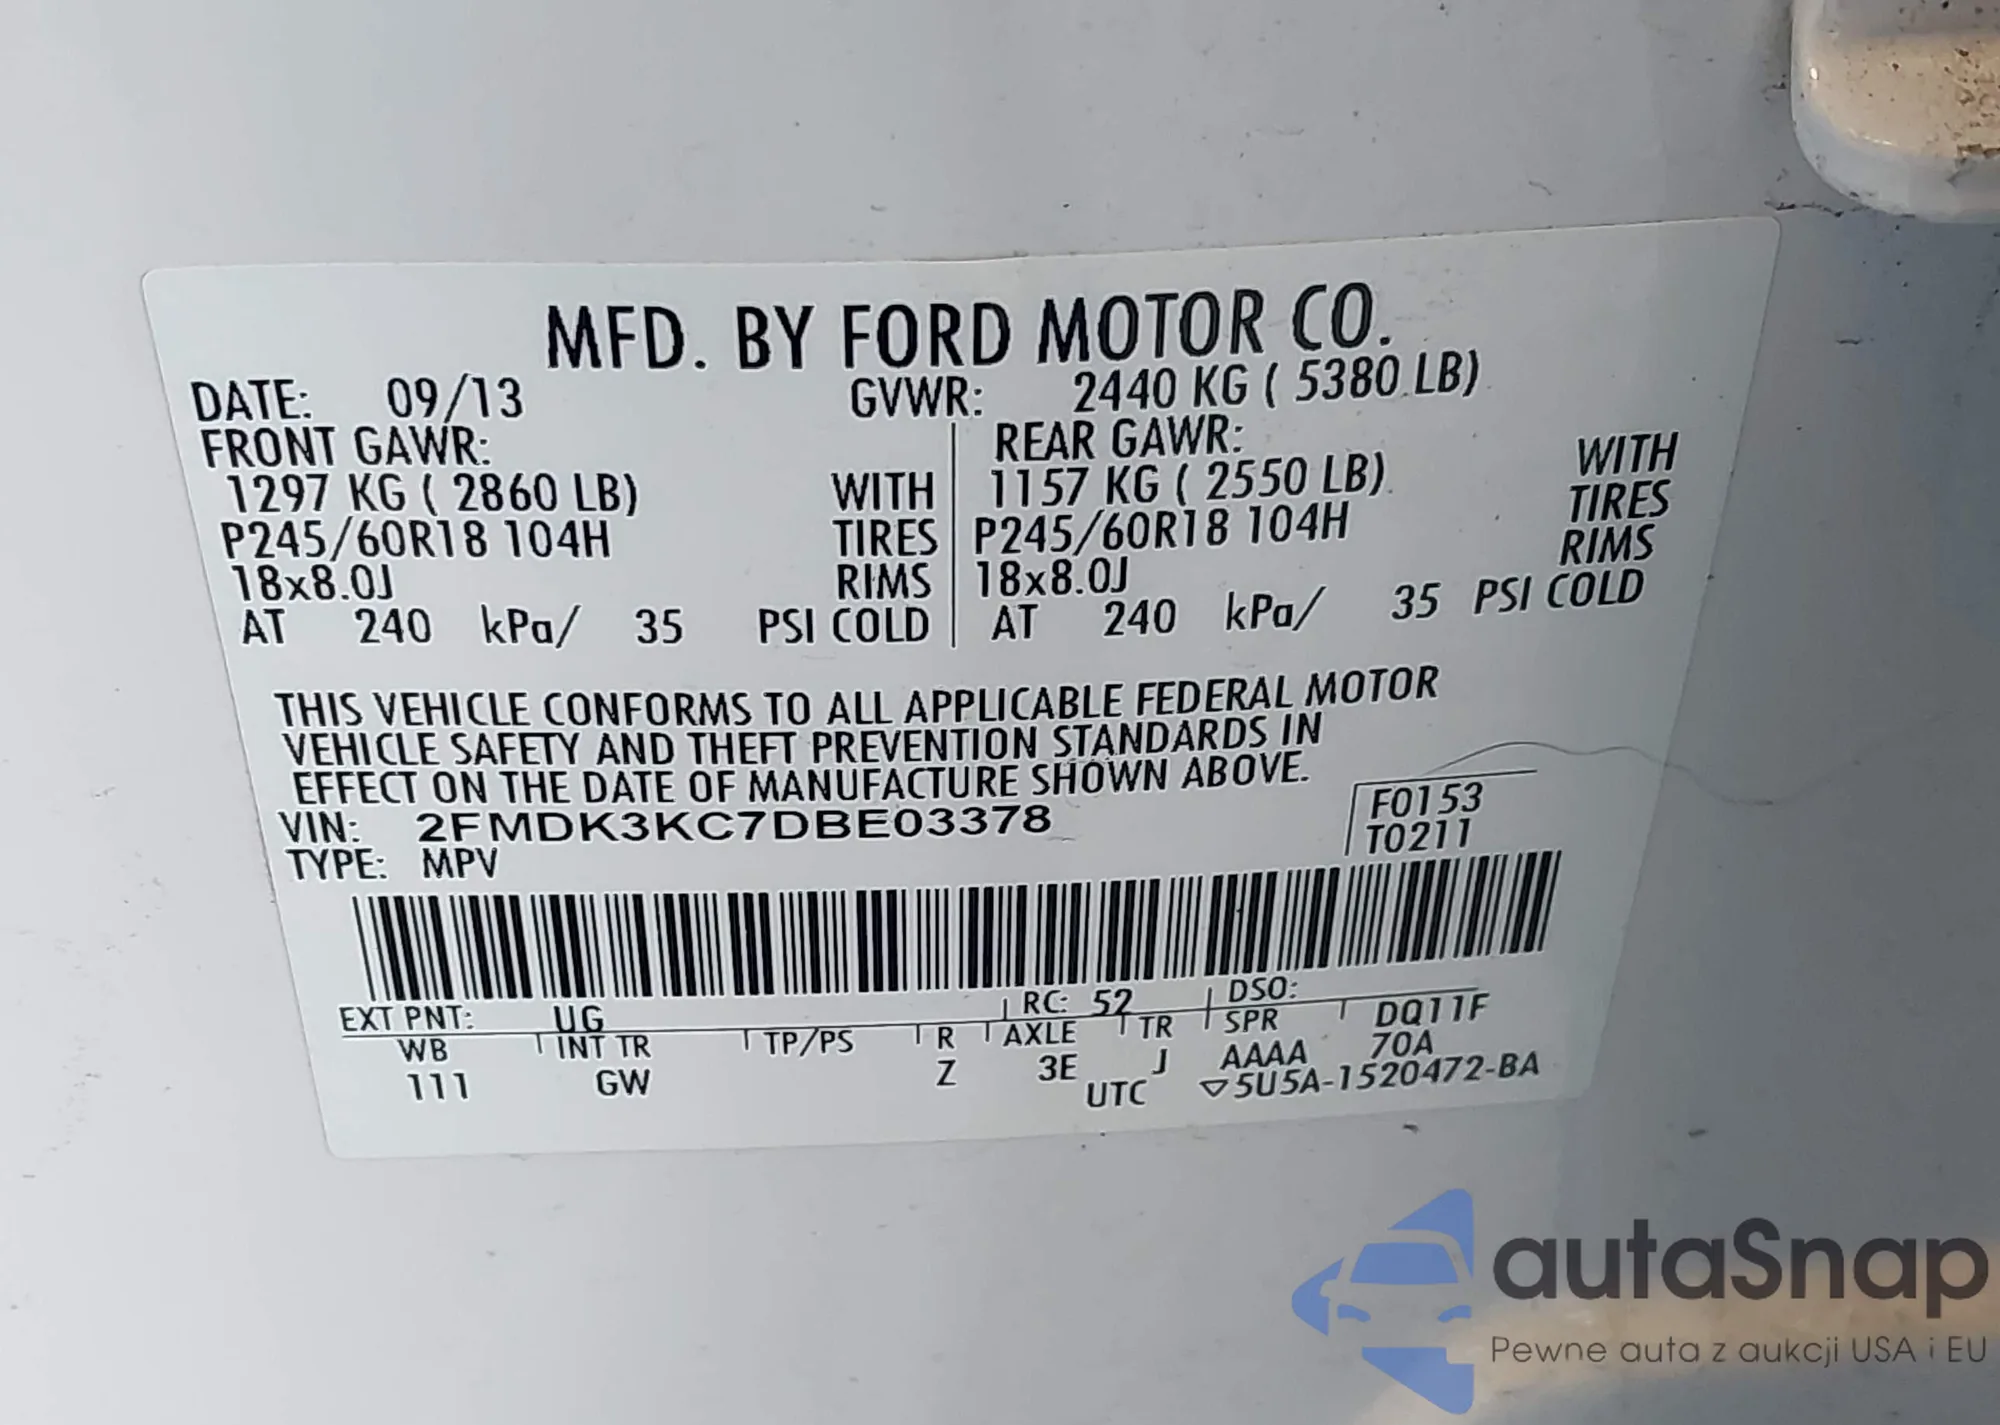 MFD. BY FORD MOTOR CO.
DATE: 09/13 GVWR: 2440 KG ( 5380 LB)
FRONT GAWR: REAR GAWR:
1297 KG ( 2860 LB) WITH 1157 KG ( 2550 LB) WITH
P245/60R18 104H TIRES P245/60R18 104H TIRES
18x8.0J RIMS 18x8.0J RIMS
AT 240 kPa/ 35 PSI COLD AT 240 kPa/ 35 PSI COLD
THIS VEHICLE CONFORMS TO ALL APPLICABLE FEDERAL MOTOR
VEHICLE SAFETY AND THEFT PREVENTION STANDARDS IN
EFFECT ON THE DATE OF MANUFACTURE SHOWN ABOVE.
VIN: 2FMDK3KC7DBE03378 F0153
TYPE: MPV T0211
EXT PNT: UG RC: 52 DSO:
WB INT TR TP/PS R AXLE TR SPR DQ11F
111 GW Z 3E J AAAA 70A
UTC ▽5U5A-1520472-BA
autaSnap
Pewne auta z aukcji USA i EU